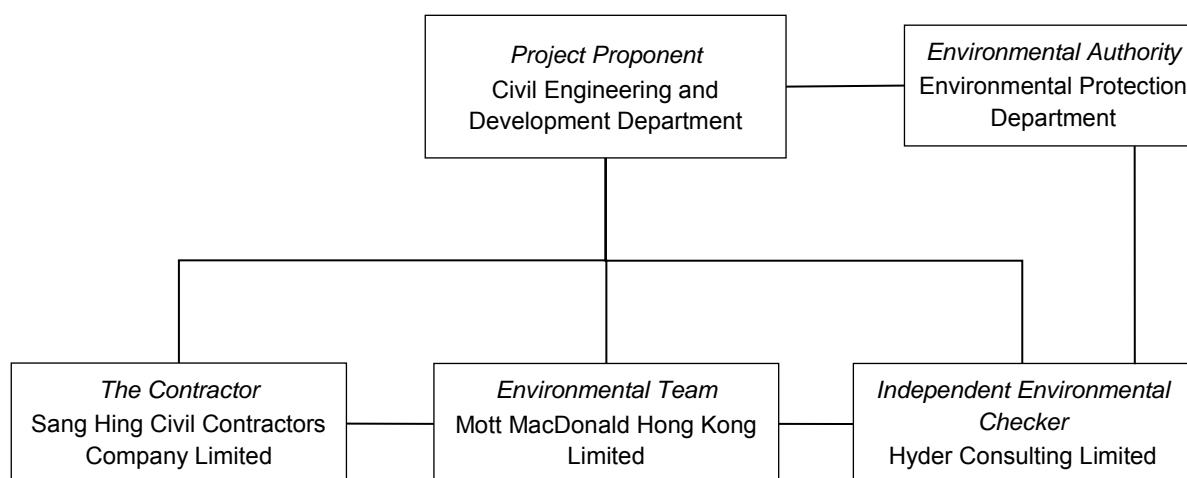 Project Proponent
Civil Engineering and
Development Department
Environmental Authority
Environmental Protection
Department
The Contractor
Sang Hing Civil Contractors
Company Limited
Environmental Team
Mott MacDonald Hong Kong
Limited
Independent Environmental
Checker
Hyder Consulting Limited